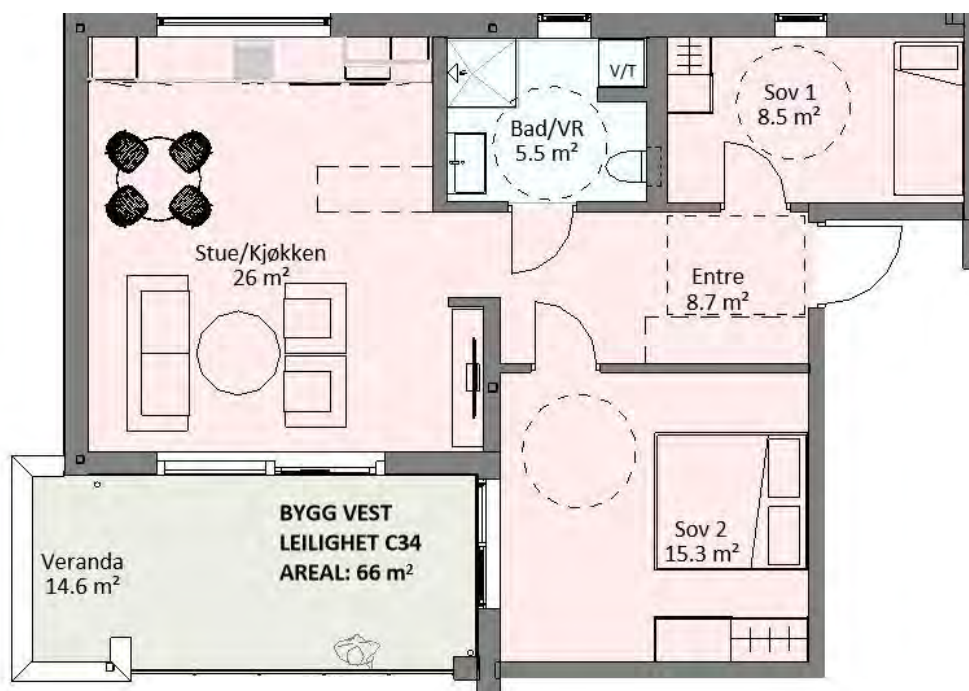 V/T
Bad/VR
5.5 m²
Sov 1
8.5 m²
Stue/Kjøkken
26 m²
Entre
8.7 m²
BYGG VEST
LEILIGHET C34
AREAL: 66 m²
Veranda
14.6 m²
Sov 2
15.3 m²